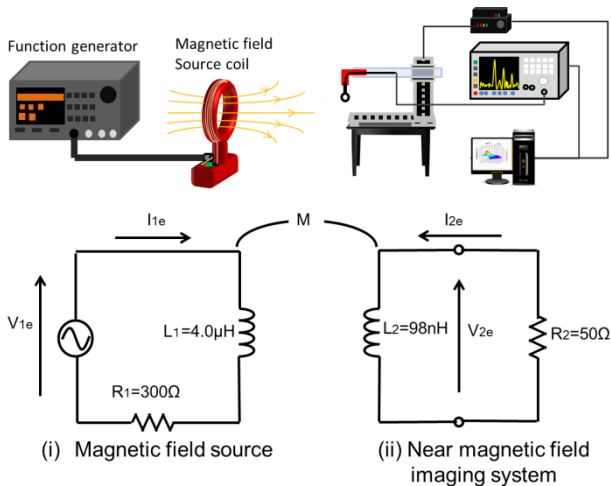 Function generator
Magnetic field
Source coil
I1e
M
I2e
V1e
L1=4.0μH
L2=98nH
V2e
R2=50Ω
R1=300Ω
(i) Magnetic field source
(ii) Near magnetic field
imaging system